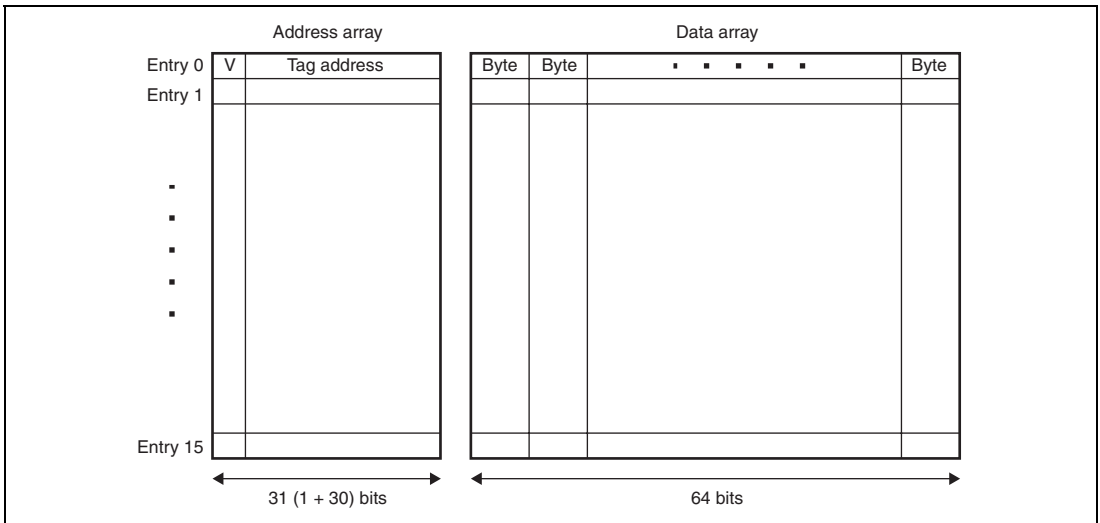 Address array
Data array
Entry 0 V Tag address Byte Byte Byte
Entry 1
Entry 15
31 (1 + 30) bits
64 bits